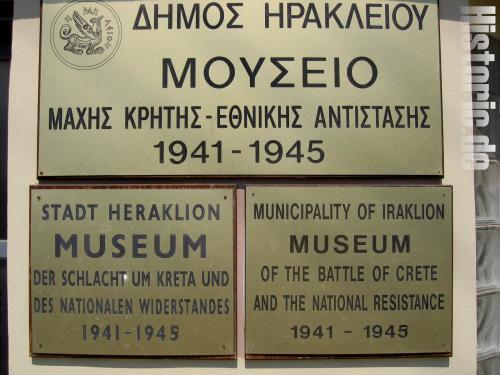 ΔΗΜΟΣ ΗΡΑΚΛΕΙΟΥ
ΜΟΥΣΕΙΟ
ΜΑΧΗΣ ΚΡΗΤΗΣ - ΕΘΝΙΚΗΣ ΑΝΤΙΣΤΑΣΗΣ
1941 - 1945
STADT HERAKLION
MUSEUM
DER SCHLACHT UM KRETA UND
DES NATIONALEN WIDERSTANDES
1941-1945
MUNICIPALITY OF IRAKLION
MUSEUM
OF THE BATTLE OF CRETE
AND THE NATIONAL RESISTANCE
1941 - 1945
Historic.de